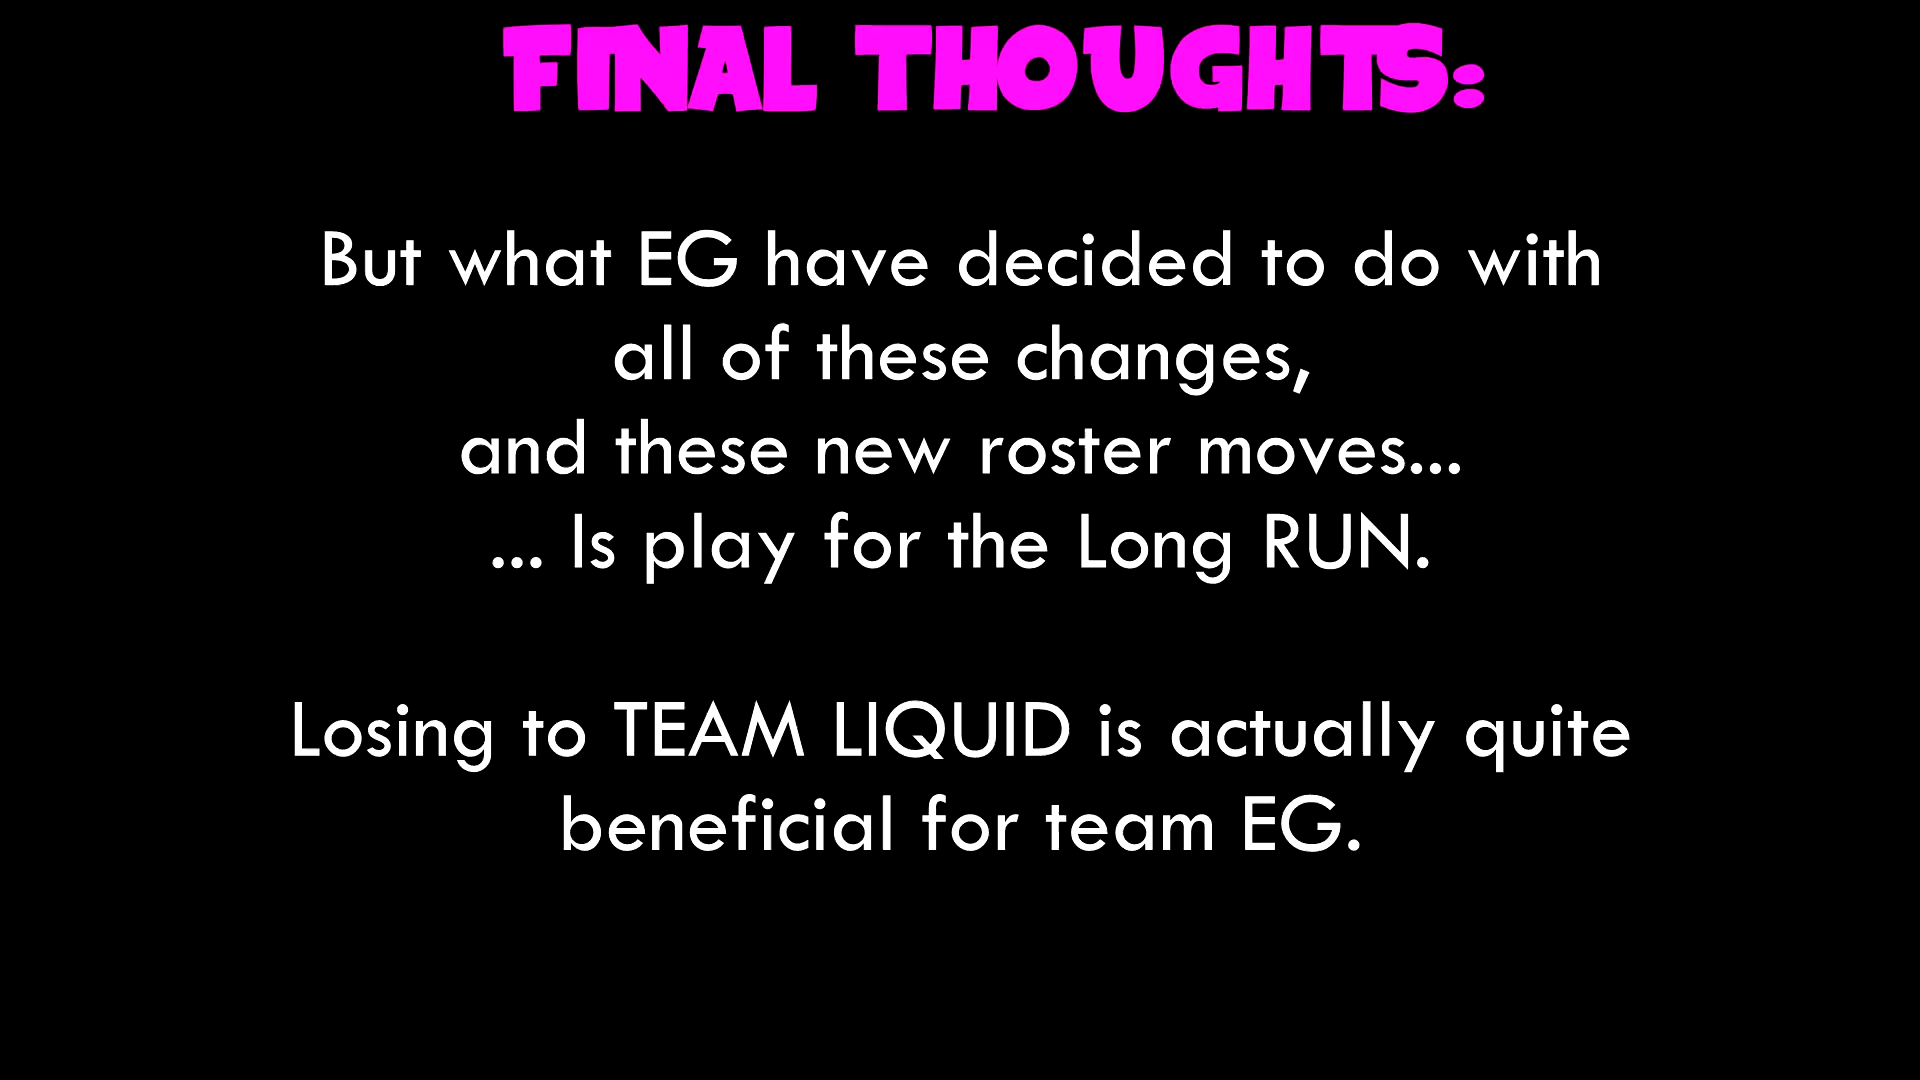 FINAL THOUGHTS:
But what EG have decided to do with
all of these changes,
and these new roster moves...
... Is play for the Long RUN.
Losing to TEAM LIQUID is actually quite
beneficial for team EG.